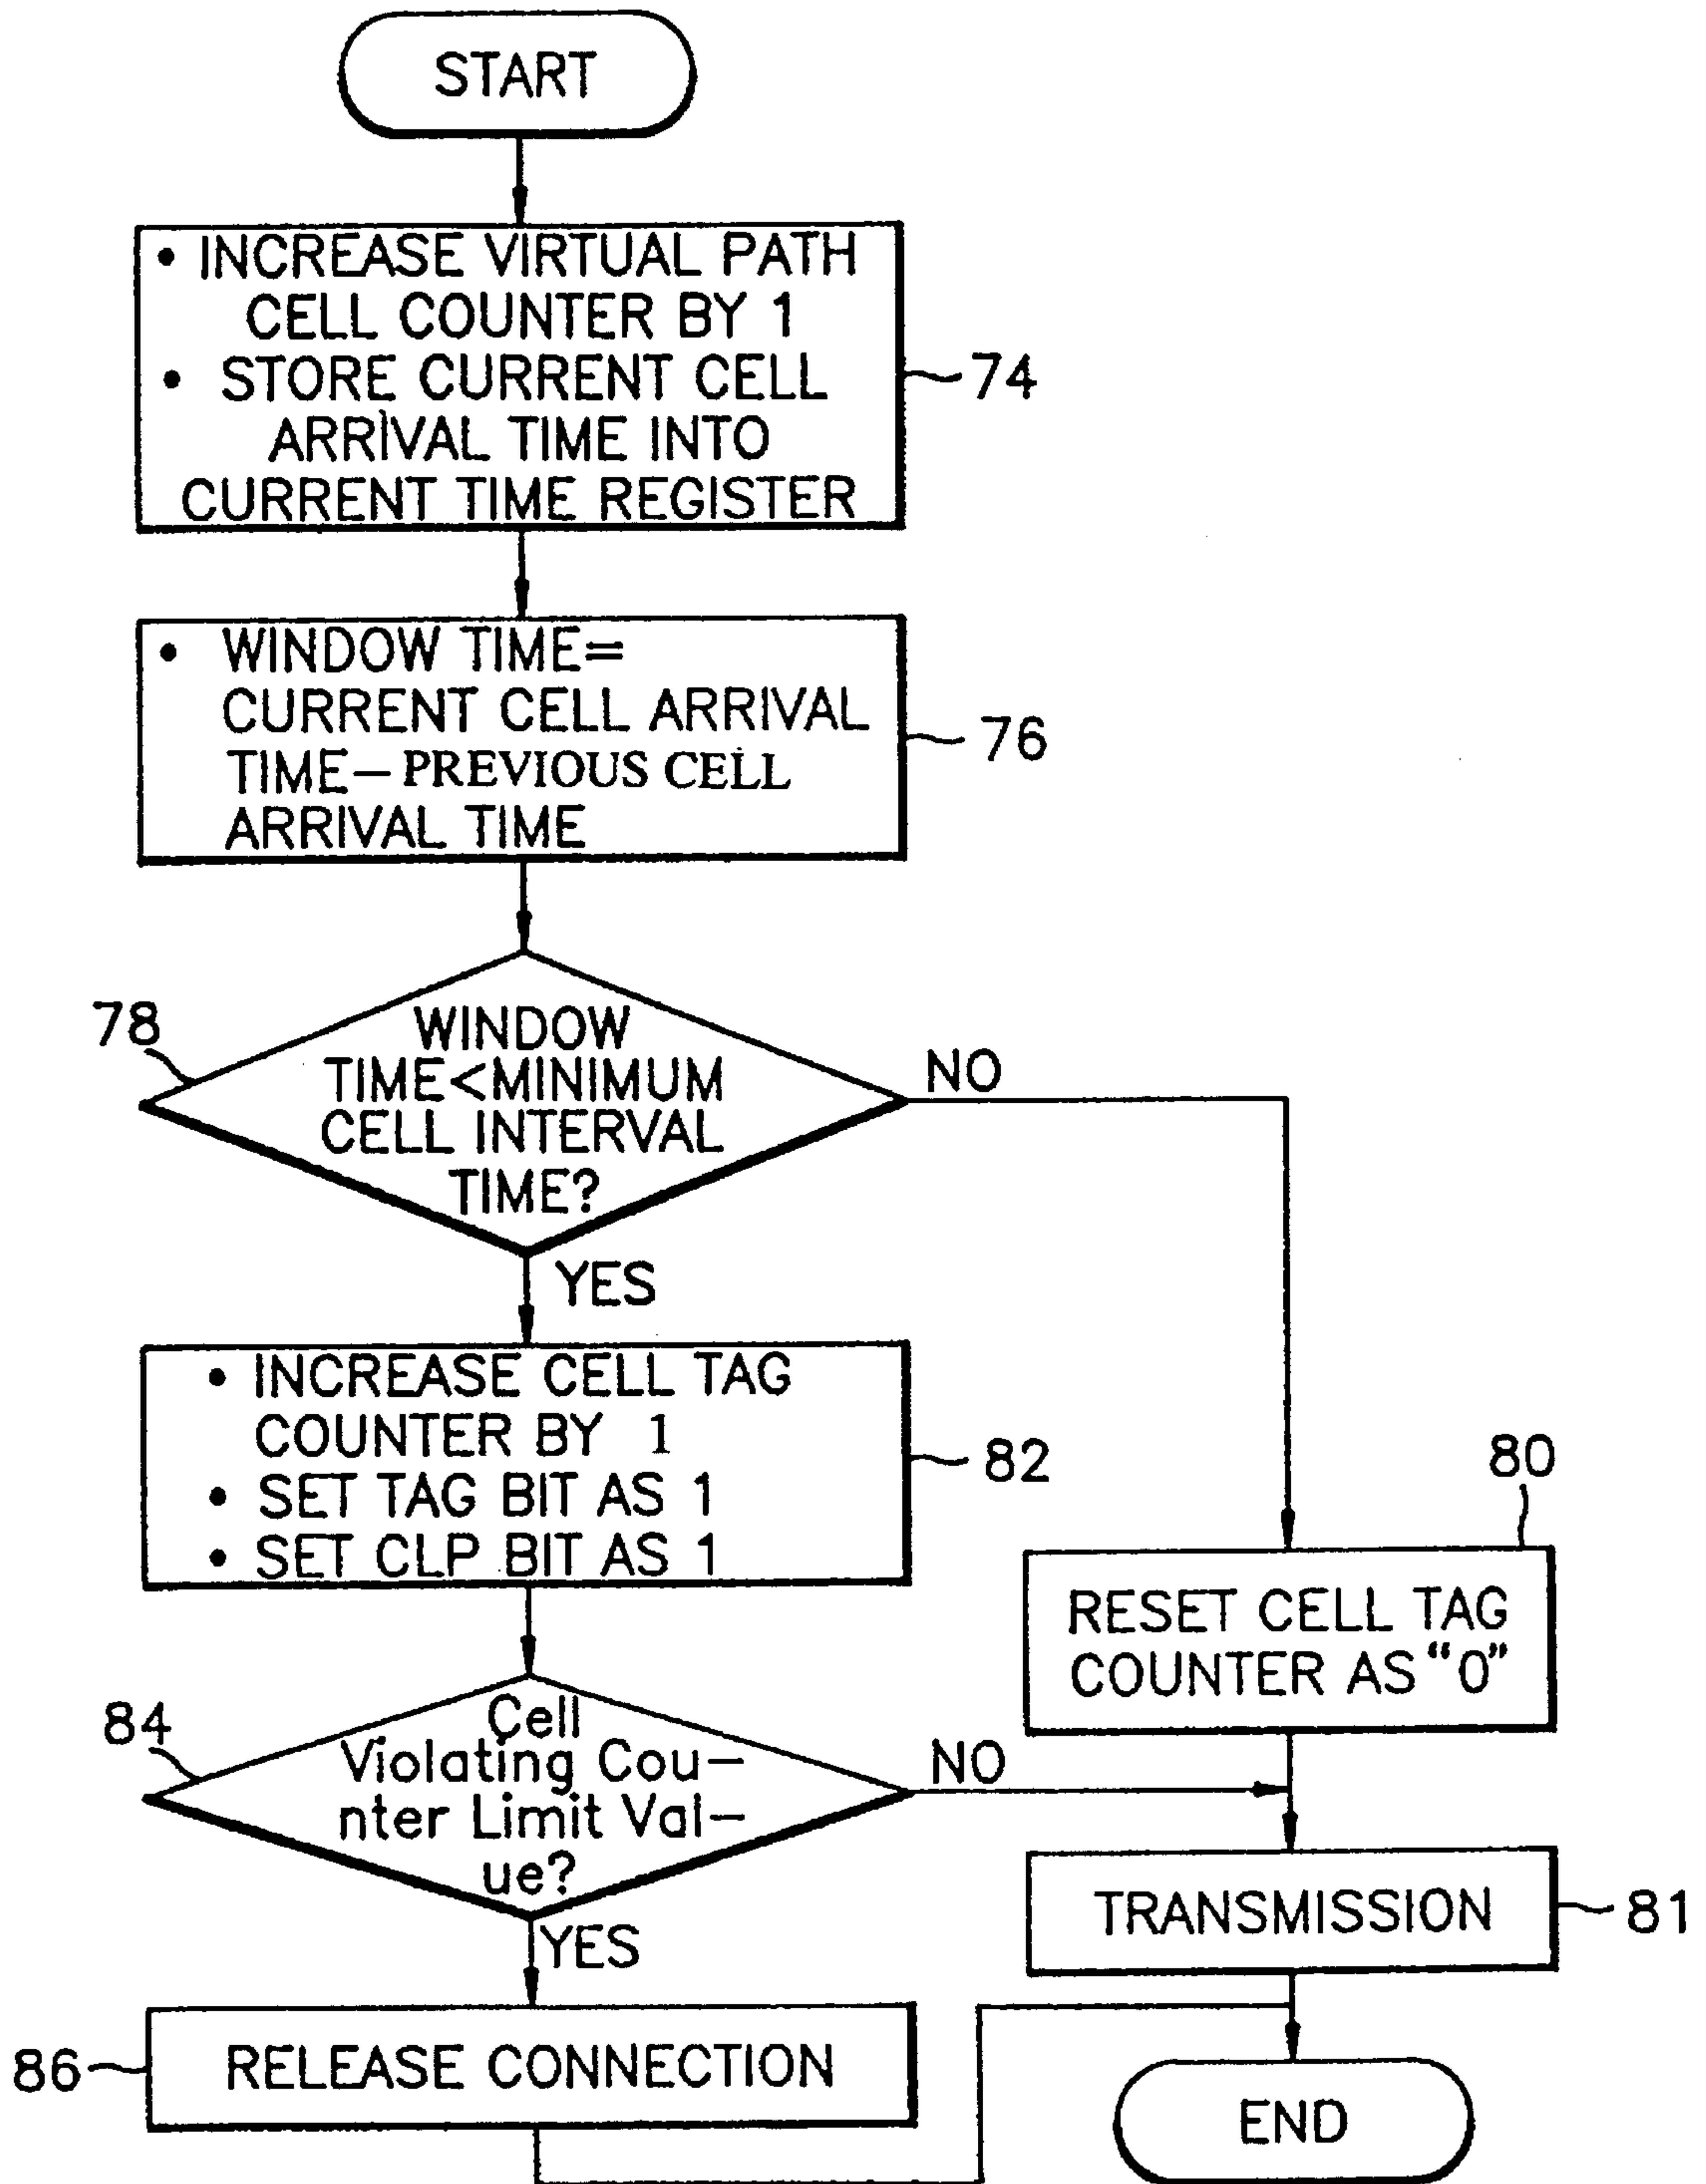 START
• INCREASE VIRTUAL PATH
CELL COUNTER BY 1
• STORE CURRENT CELL
ARRIVAL TIME INTO
CURRENT TIME REGISTER
74
• WINDOW TIME=
CURRENT CELL ARRIVAL
TIME— PREVIOUS CELL
ARRIVAL TIME
76
78
WINDOW
TIME<MINIMUM
CELL INTERVAL
TIME?
NO
YES
• INCREASE CELL TAG
COUNTER BY 1
• SET TAG BIT AS 1
• SET CLP BIT AS 1
82
80
RESET CELL TAG
COUNTER AS “0”
84
Cell
Violating Cou—
nter Limit Val—
ue?
NO
YES
TRANSMISSION
81
86
RELEASE CONNECTION
END